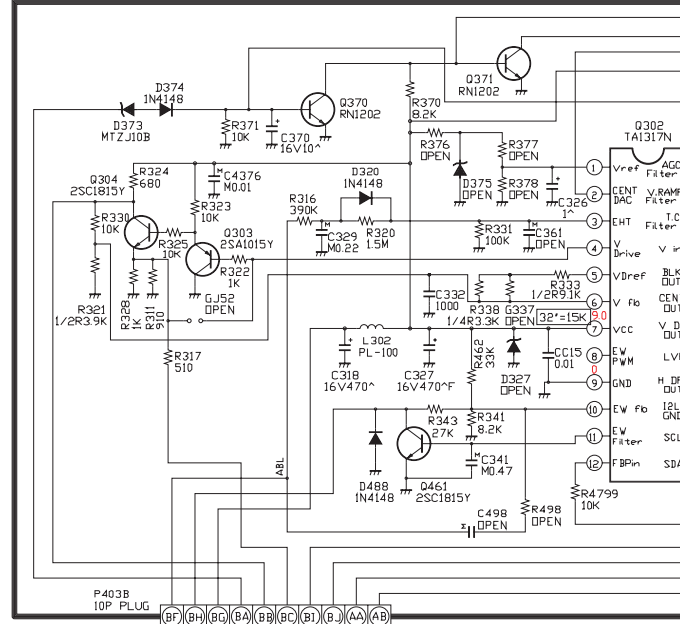 D374
1N4148
D373
MTZJ10B
R371
10K
C370
16V10^
Q370
RN1202
R370
8.2K
Q371
RN1202
Q302
TA1317N
R376
OPEN
R377
OPEN
D375
OPEN
R378
OPEN
C326
1^
1 Vref AGC
Filter
2 CENT
DAC
V.RAMP
Filter
3 EHT
T.C
Filter
4 V
Drive
V in
5 VDref
BLK
OUT
6 V fb
CENT
OUT
7 VCC
V D
OUT
8 EW
PWM
LV
9 GND
H DF
OUT
10 EW fb
I2L
GND
11 EW
Filter
SCL
12 FBPin
SDA
9.0
0
Q304
2SC1815Y
R324
680
C4376
M0.01
R323
10K
R330
10K
R325
10K
Q303
2SA1015Y
R322
1K
GJ52
OPEN
R321
1/2R3.9K
R328
1K
R311
910
R317
510
D320
1N4148
R316
390K
C329
M0.22
R320
1.5M
R331
100K
C361
OPEN
C332
1000
R338
1/4R3.3K
G337
OPEN
R333
1/2R9.1K
32"=15K
L302
PL-100
C318
16V470^
C327
16V470^F
R462
33K
D327
OPEN
CC15
0.01
R343
27K
R341
8.2K
C341
M0.47
D488
1N4148
Q461
2SC1815Y
ABL
C498
OPEN
R498
OPEN
R4799
10K
P403B
10P PLUG
BF BH BG BA BB BC BI BJ AA AB